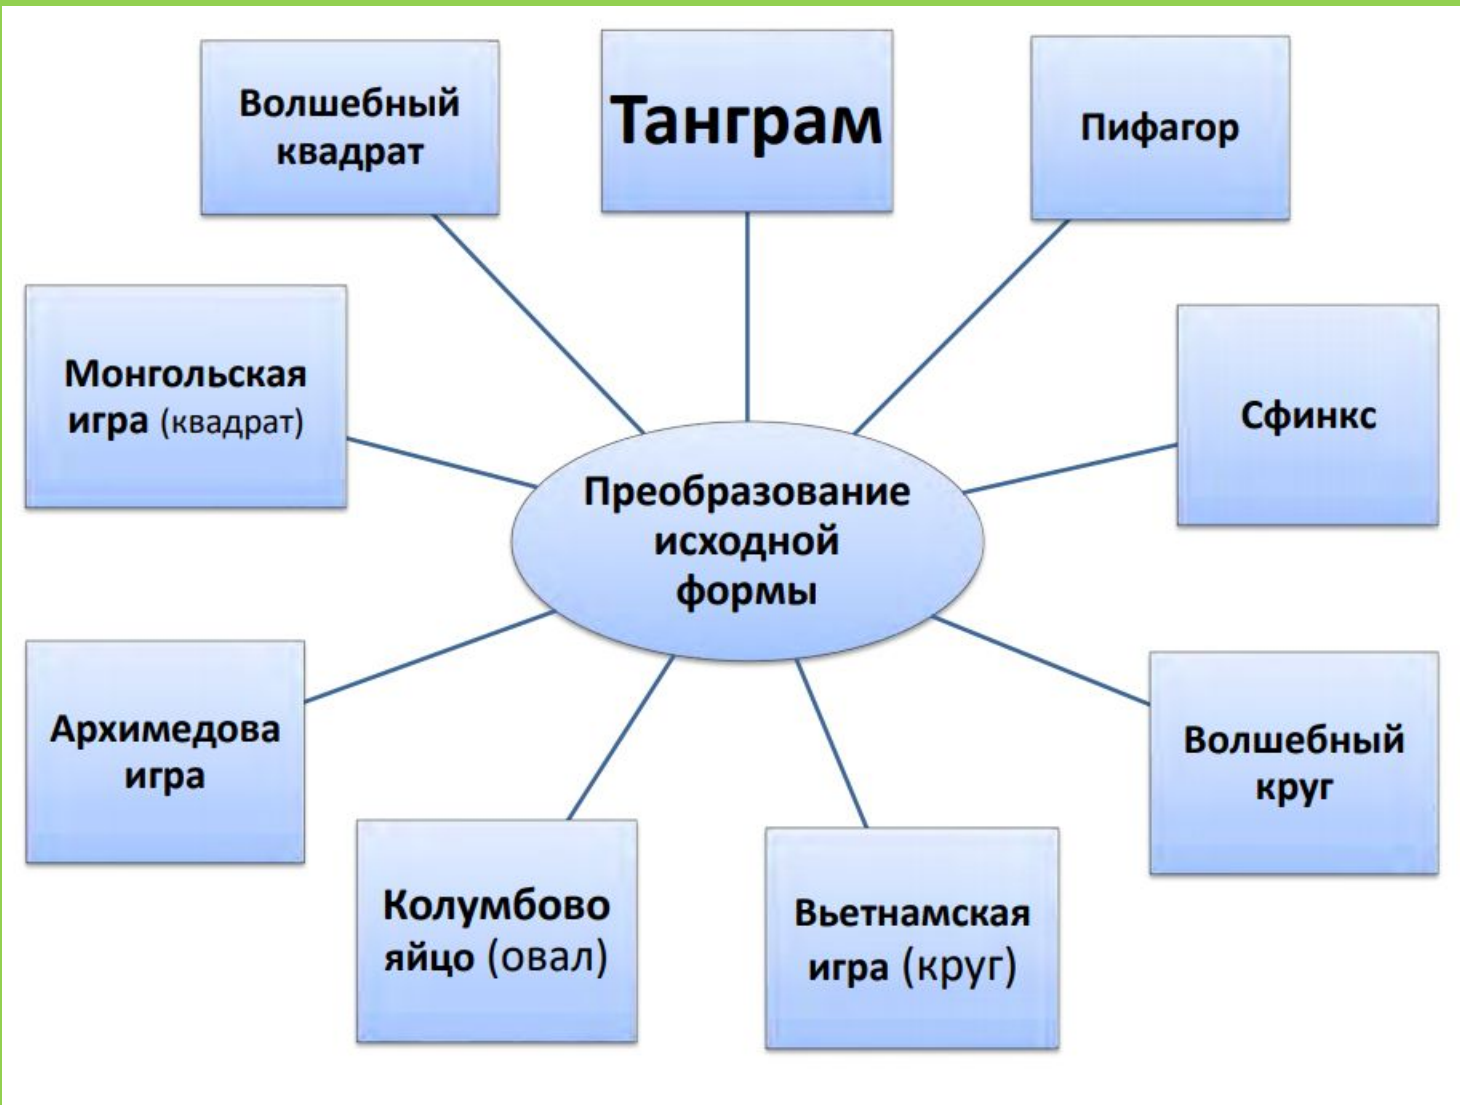 Волшебный
квадрат
Танграм
Пифагор
Монгольская
игра (квадрат)
Сфинкс
Преобразование
исходной
формы
Архимедова
игра
Волшебный
круг
Колумбово
яйцо (овал)
Вьетнамская
игра (круг)